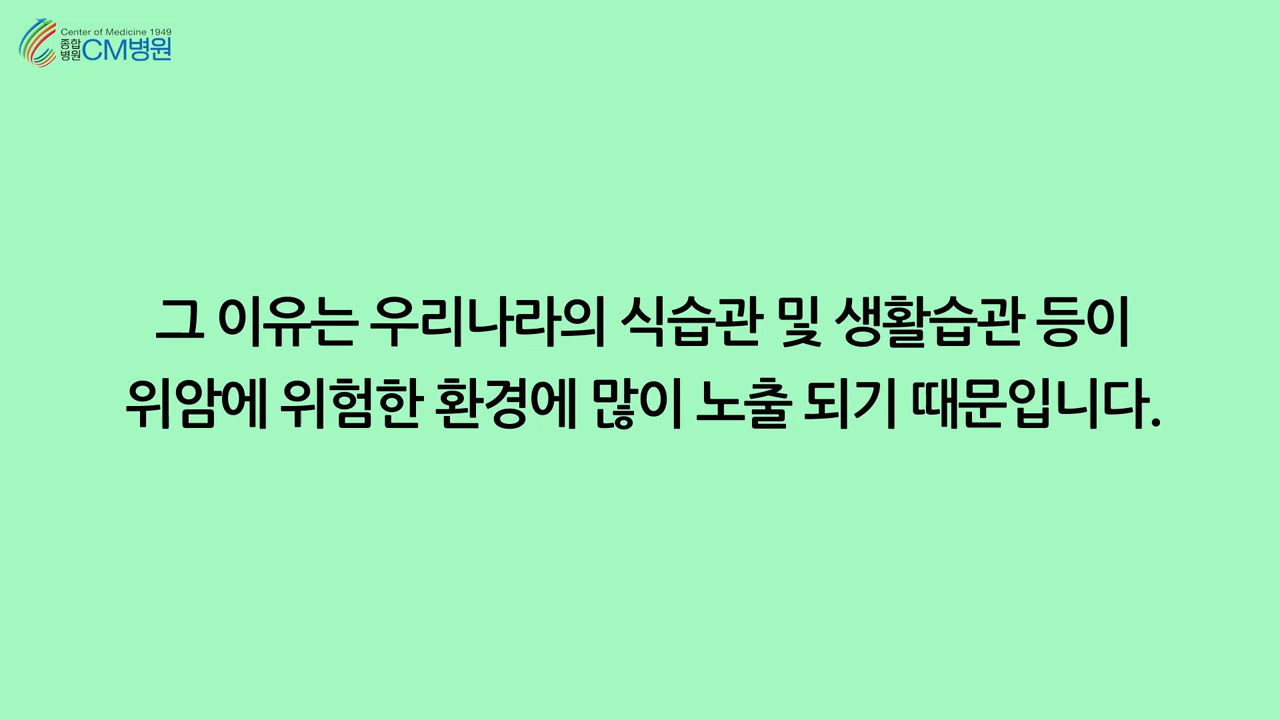 Center of Medicine 1949
종합
병원 CM병원
그 이유는 우리나라의 식습관 및 생활습관 등이
위암에 위험한 환경에 많이 노출 되기 때문입니다.